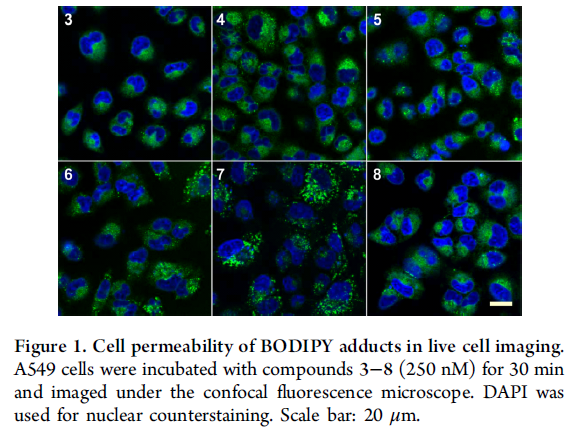 3 4 5
6 7 8
Figure 1. Cell permeability of BODIPY adducts in live cell imaging.
A549 cells were incubated with compounds 3−8 (250 nM) for 30 min
and imaged under the confocal fluorescence microscope. DAPI was
used for nuclear counterstaining. Scale bar: 20 μm.